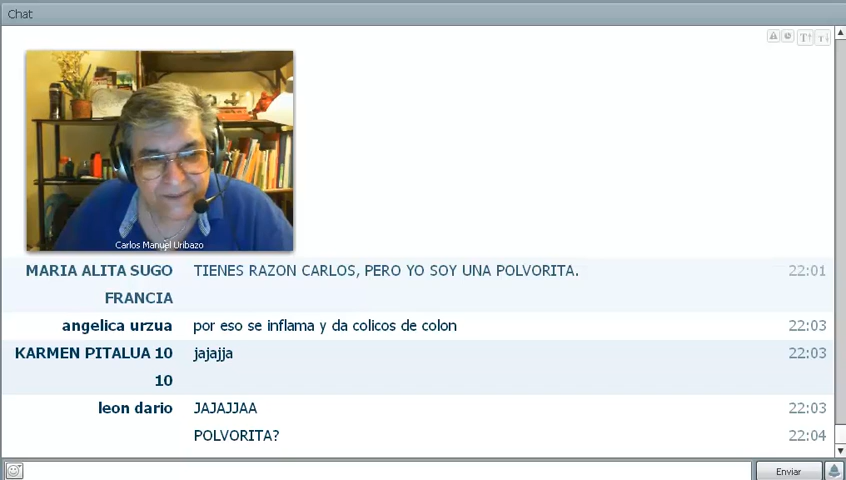 Chat
Carlos Manuel Uribazo
MARIA ALITA SUGO TIENES RAZON CARLOS, PERO YO SOY UNA POLVORITA. 22:01
FRANCIA
angelica urzua por eso se inflama y da colicos de colon 22:03
KARMEN PITALUA 10 jajajja 22:03
10
leon dario JAJAJJAA 22:03
POLVORITA? 22:04
Enviar